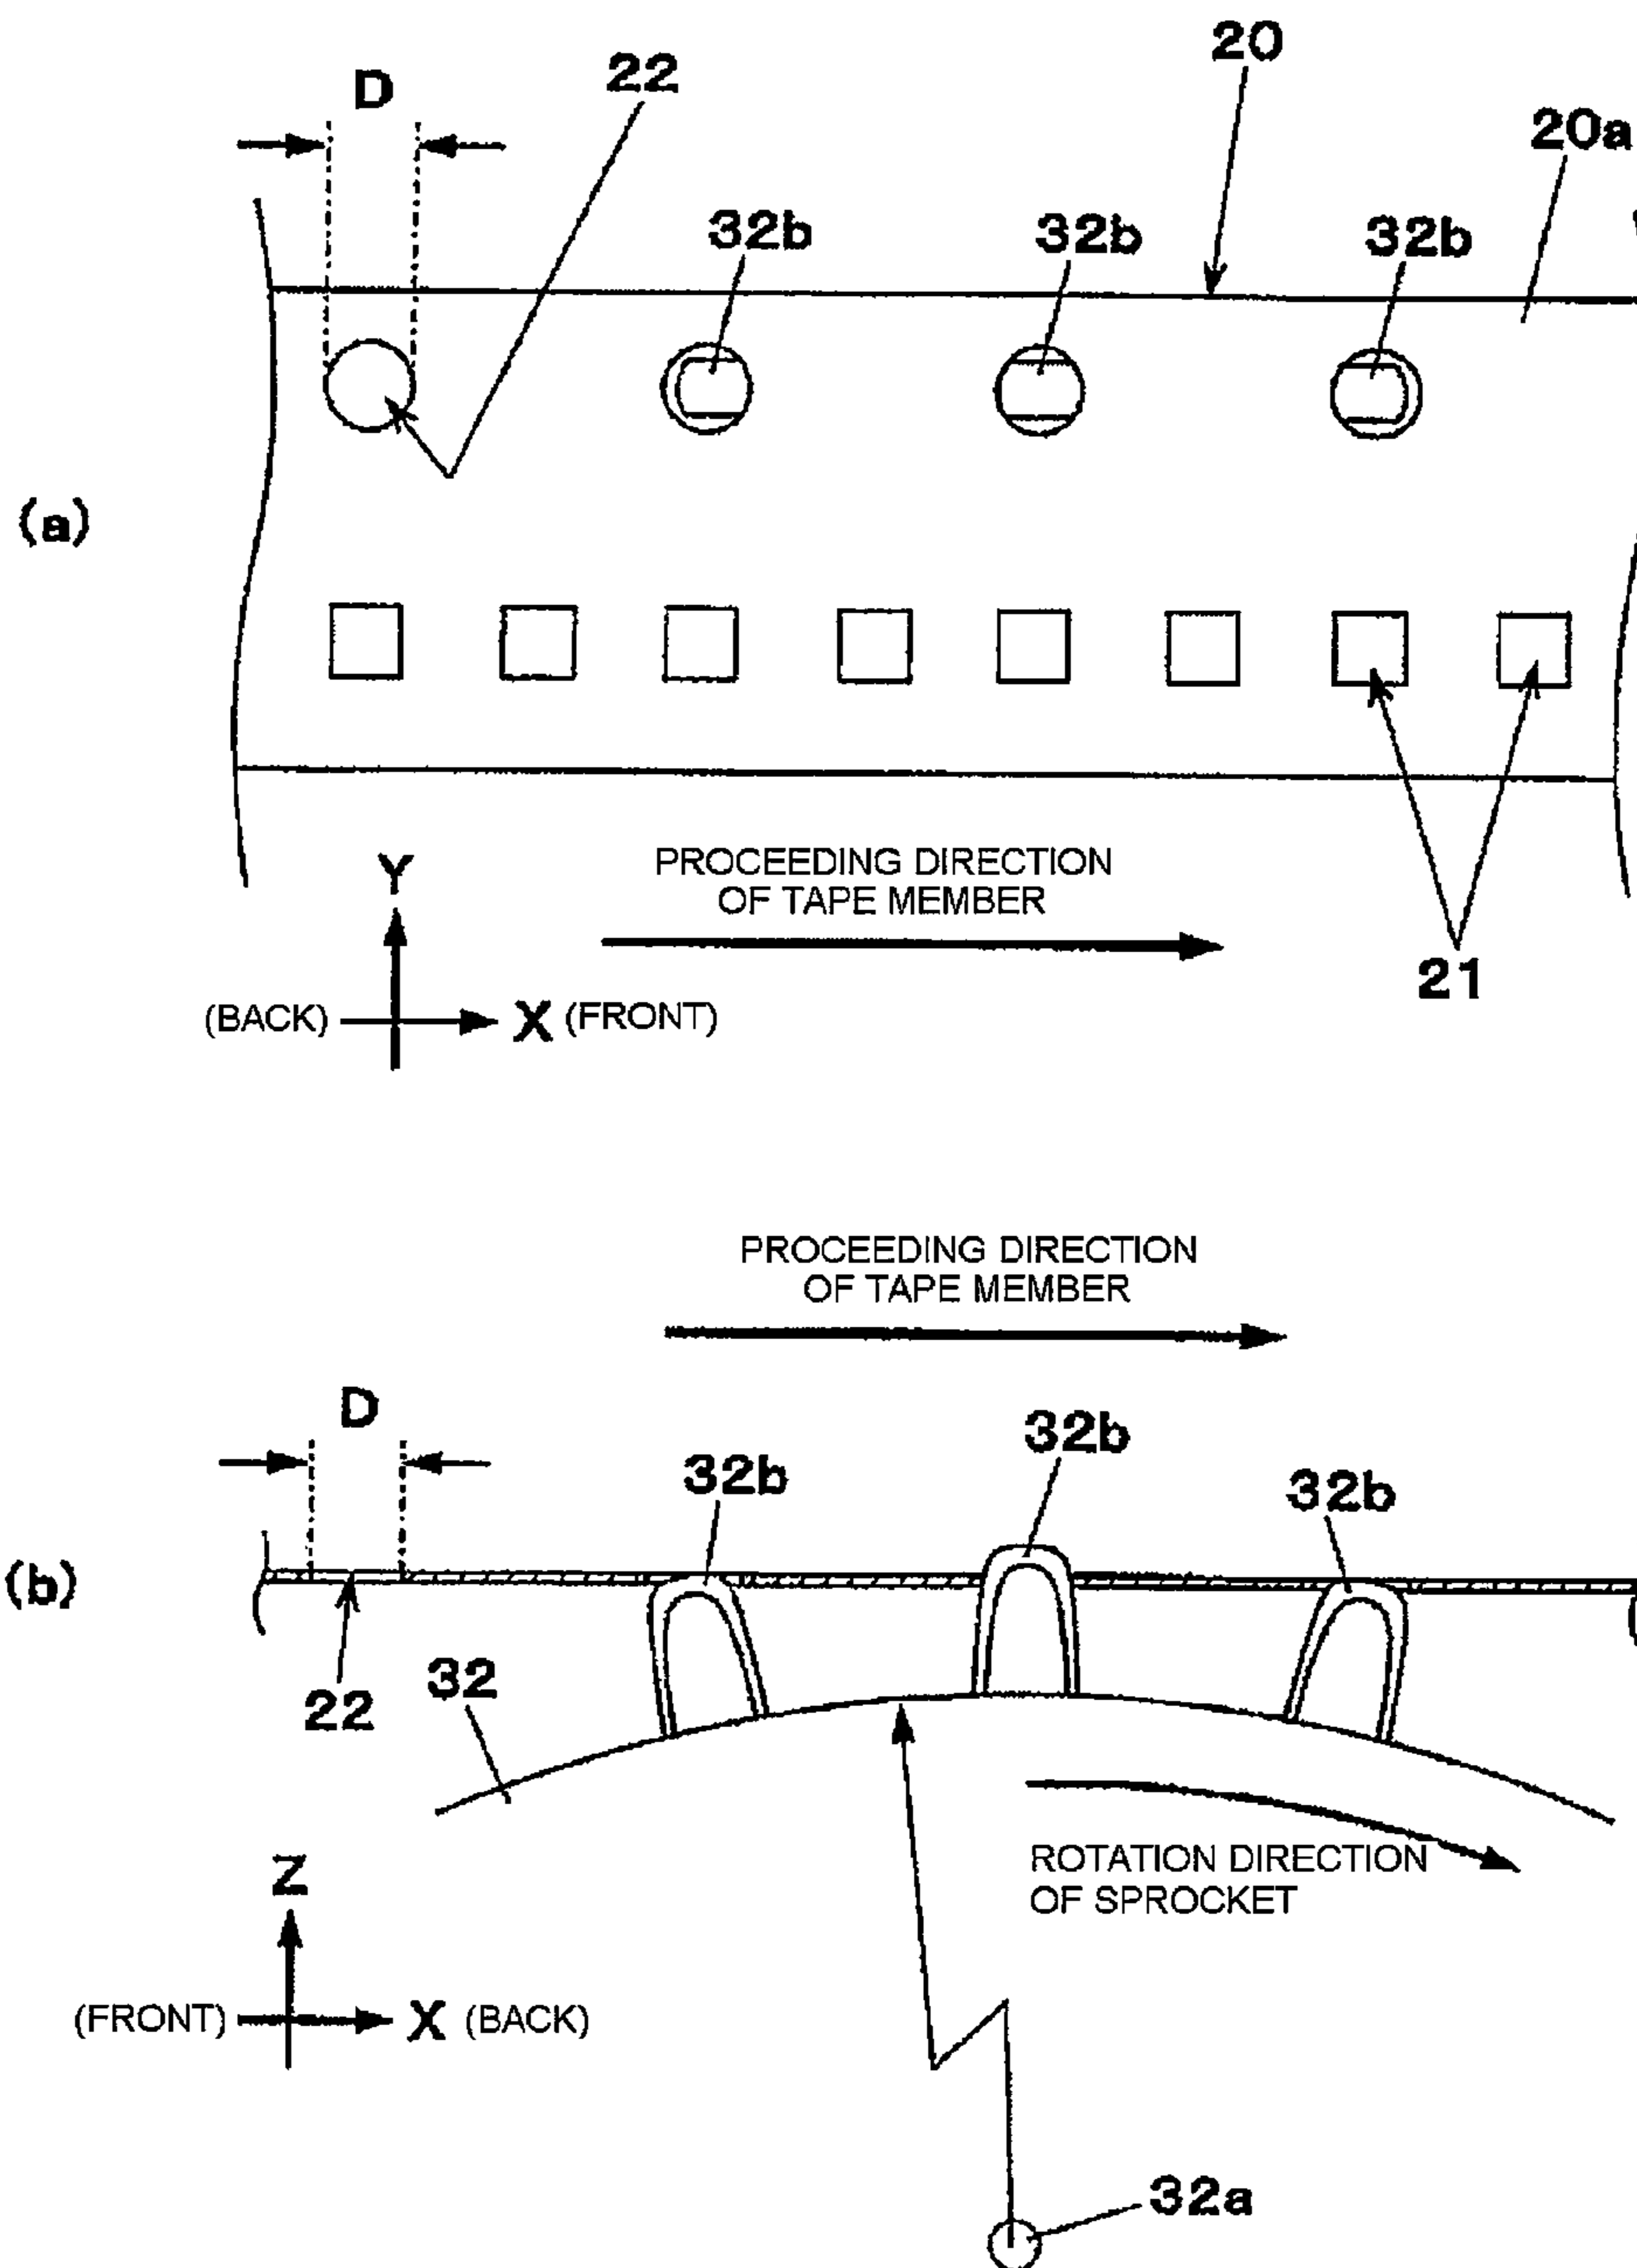 20
22
D
20a
32b
32b
32b
(a)
PROCEEDING DIRECTION
OF TAPE MEMBER
Y
21
(BACK)
X (FRONT)
PROCEEDING DIRECTION
OF TAPE MEMBER
D
32b
32b
32b
(b)
32
22
ROTATION DIRECTION
OF SPROCKET
Z
(FRONT)
X (BACK)
32a